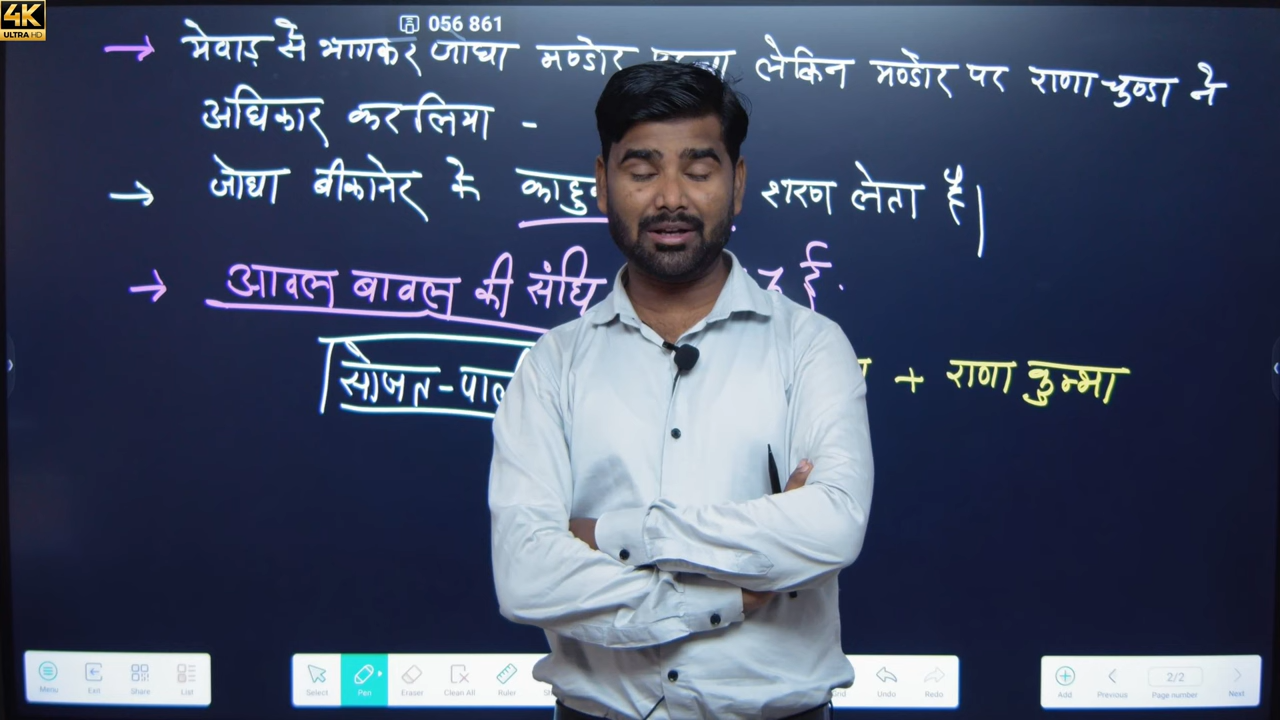 4K
ULTRA HD
056 861
मेवाड़ से भागकर जोधा मण्डोर लेकिन मण्डोर पर राणा चुण्डा ने
अधिकार कर लिया -
→ जोधा बीकानेर के शरण लेता है|
→ आवल बावल की संधि हुई.
सोजत - + राणा कुम्भा
Menu Exit Share List Select Pen Eraser Clean All Ruler Undo Redo Add Previous 2/2 Page number Next